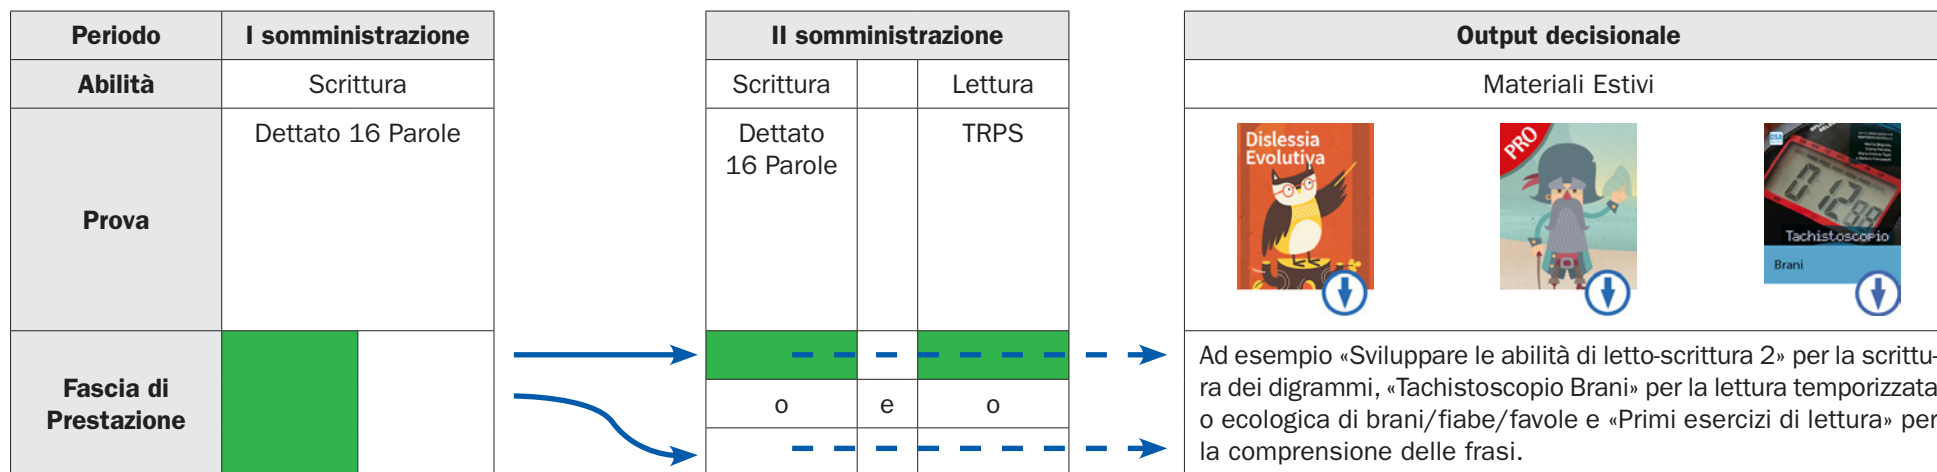 Periodo
I somministrazione
II somministrazione
Output decisionale
Abilità
Scrittura
Scrittura
Lettura
Materiali Estivi
Prova
Dettato 16 Parole
Dettato
16 Parole
TRPS
Dislessia
Evolutiva
PRO
Tachistoscopio
Brani
Fascia di
Prestazione
o
e
o
Ad esempio «Sviluppare le abilità di letto-scrittura 2» per la scrittu-
ra dei digrammi, «Tachistoscopio Brani» per la lettura temporizzata
o ecologica di brani/fiabe/favole e «Primi esercizi di lettura» per
la comprensione delle frasi.